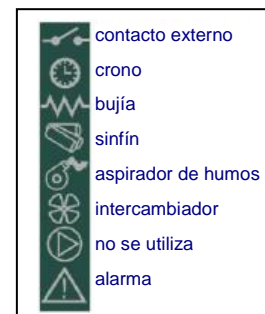 contacto externo
crono
bujía
sinfín
aspirador de humos
intercambiador
no se utiliza
alarma